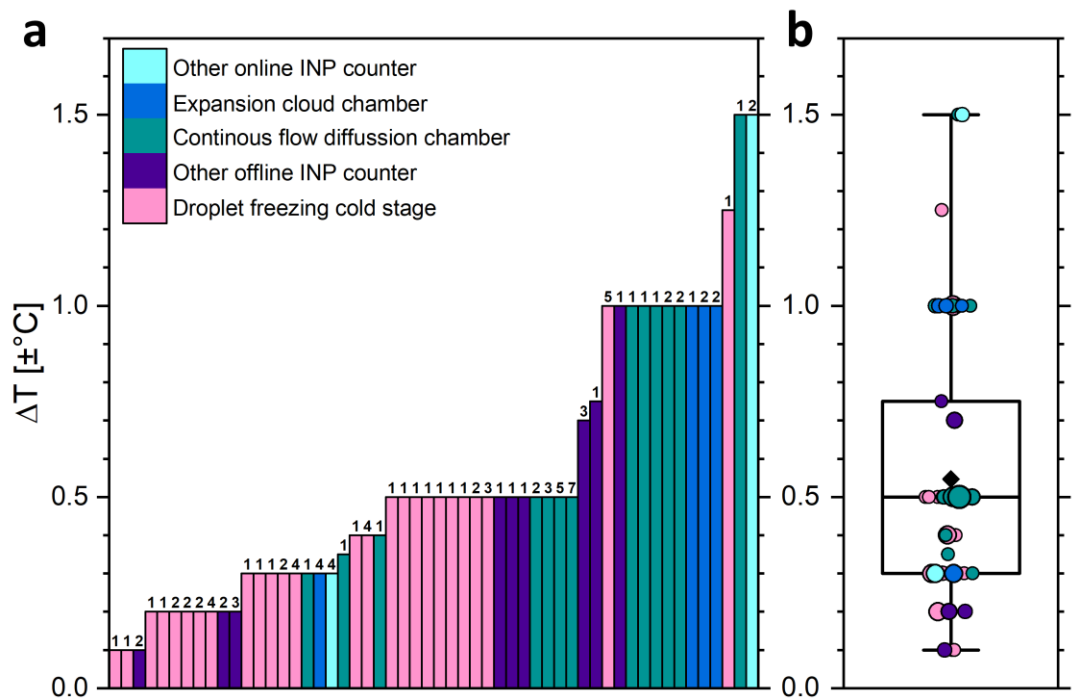 a
b
Other online INP counter
Expansion cloud chamber
Continous flow diffussion chamber
Other offline INP counter
Droplet freezing cold stage
ΔT [±°C]
1.5
1.0
0.5
0.0
1 1 2
1 1 2 2 2 4 2 3
1 1 1 2 4 1 4 4
1
1 4 1
1 1 1 1 1 1 1 2 3 1 1 1 2 3 5 7
3
1
5 1 1 1 1 2 2 1 2 2
1
1 2
1.5
1.0
0.5
0.0